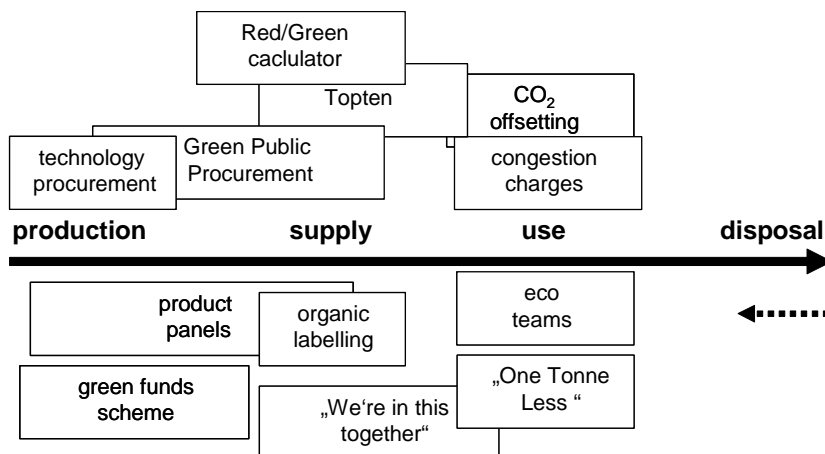 Red/Green
caclulator
Topten
CO₂
offsetting
technology
procurement
Green Public
Procurement
congestion
charges
production
supply
use
disposal
product
panels
organic
labelling
eco
teams
green funds
scheme
„We're in this
together“
„One Tonne
Less “